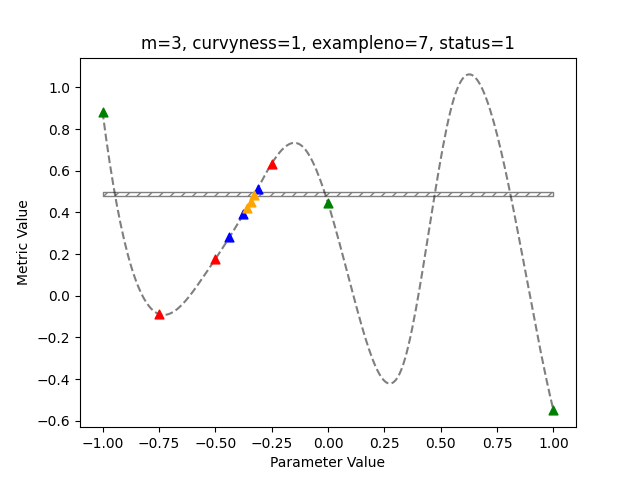 m=3, curvyness=1, exampleno=7, status=1
Metric Value
1.0
0.8
0.6
0.4
0.2
0.0
−0.2
−0.4
−0.6
−1.00 −0.75 −0.50 −0.25 0.00 0.25 0.50 0.75 1.00
Parameter Value